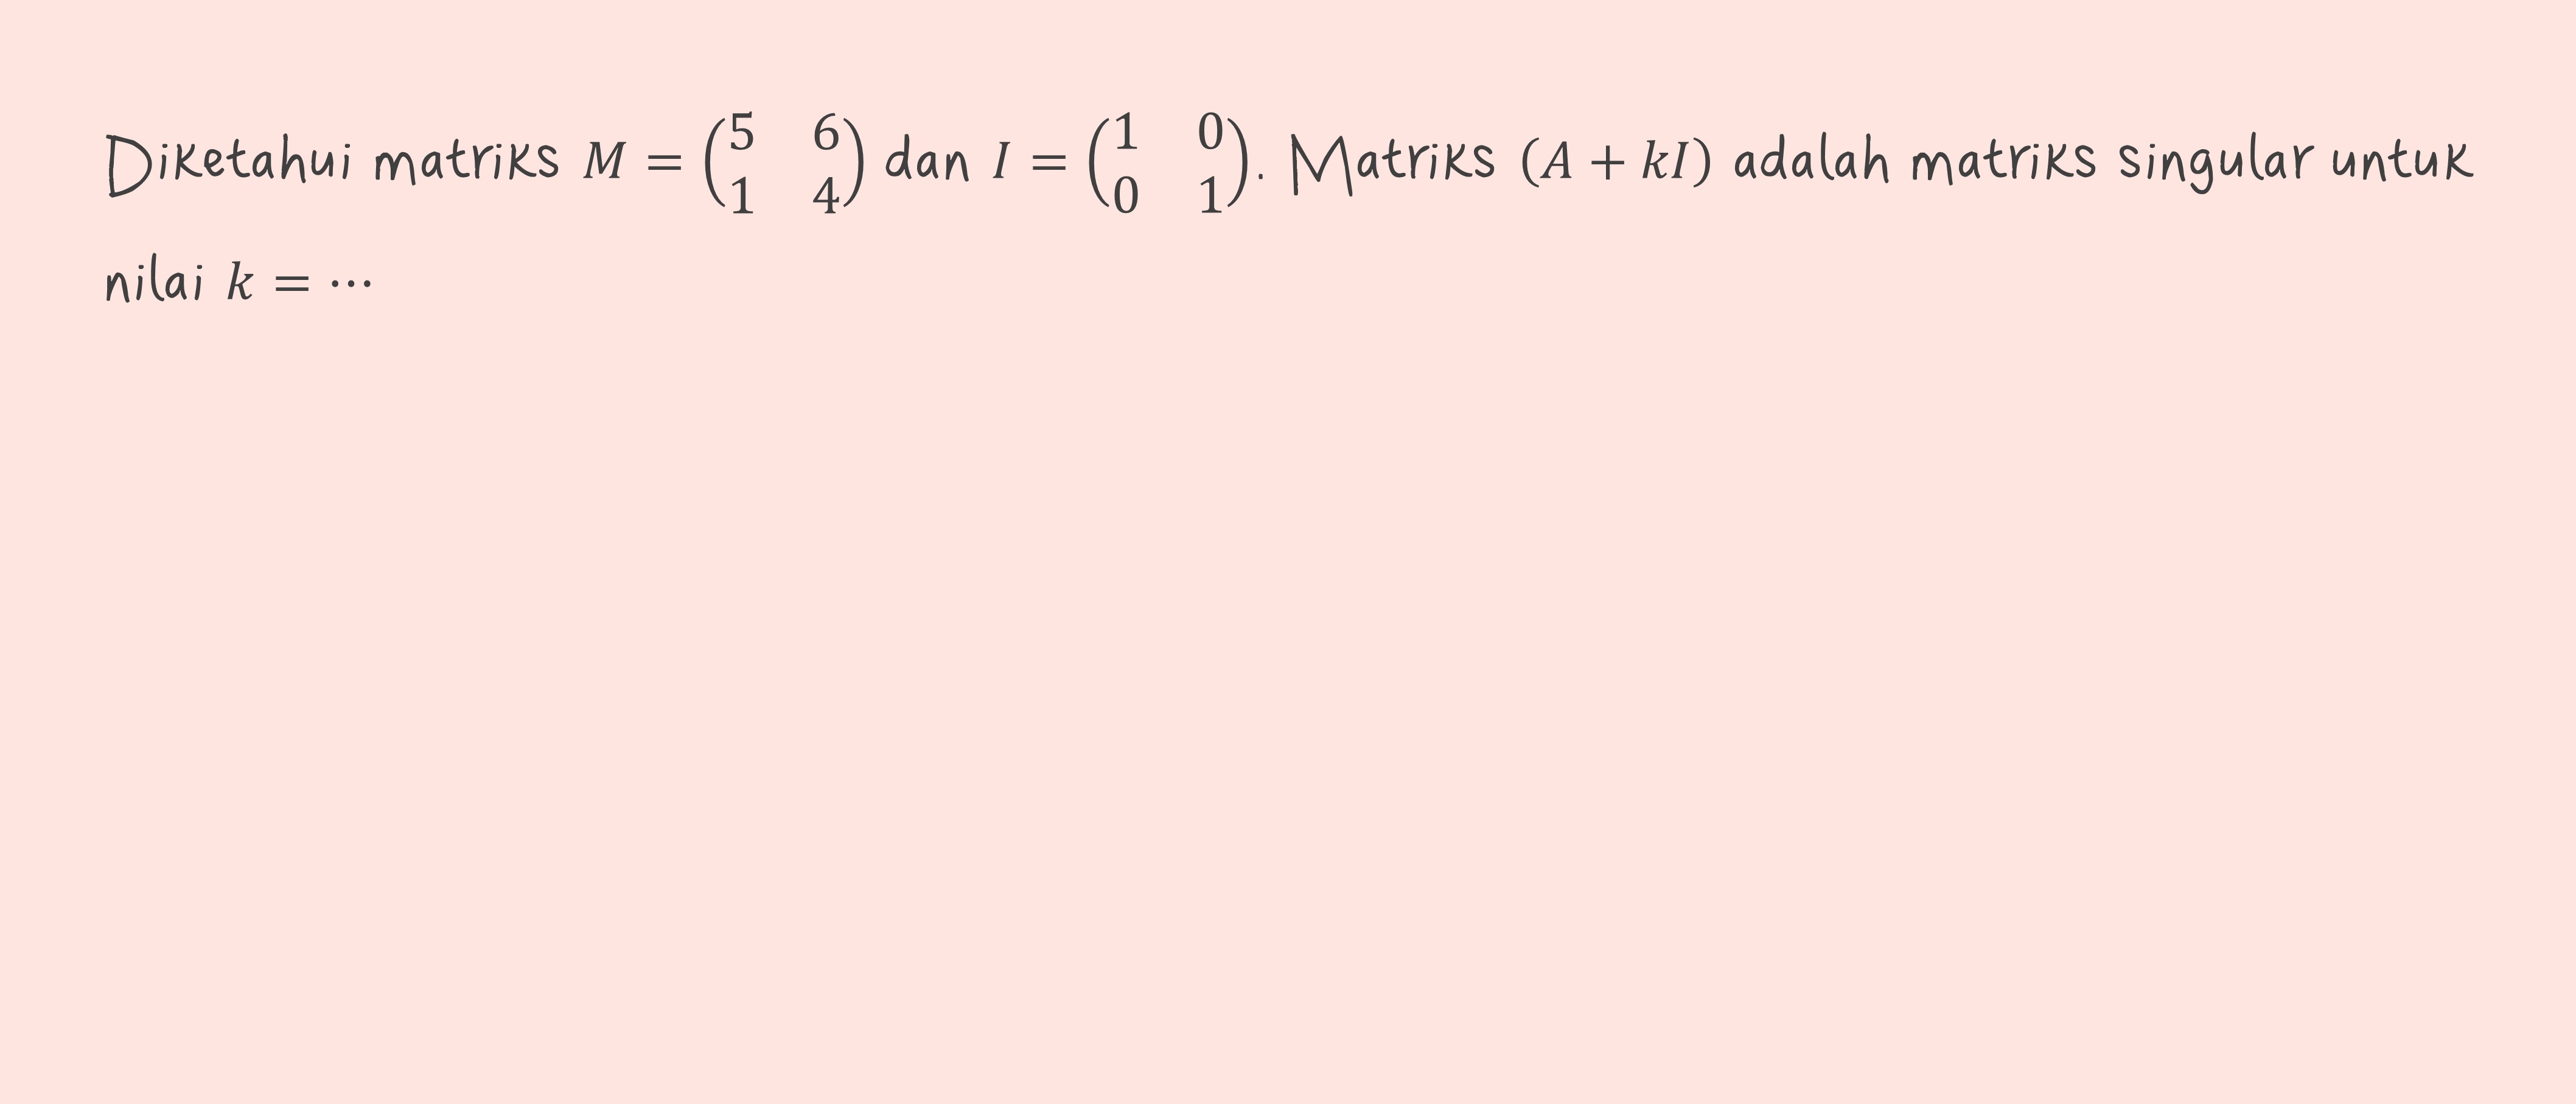 Diketahui matriks $M = \begin{pmatrix} 5 & 6 \\ 1 & 4 \end{pmatrix}$ dan $I = \begin{pmatrix} 1 & 0 \\ 0 & 1 \end{pmatrix}$. Matriks $(A + kI)$ adalah matriks singular untuk
nilai $k = \cdots$